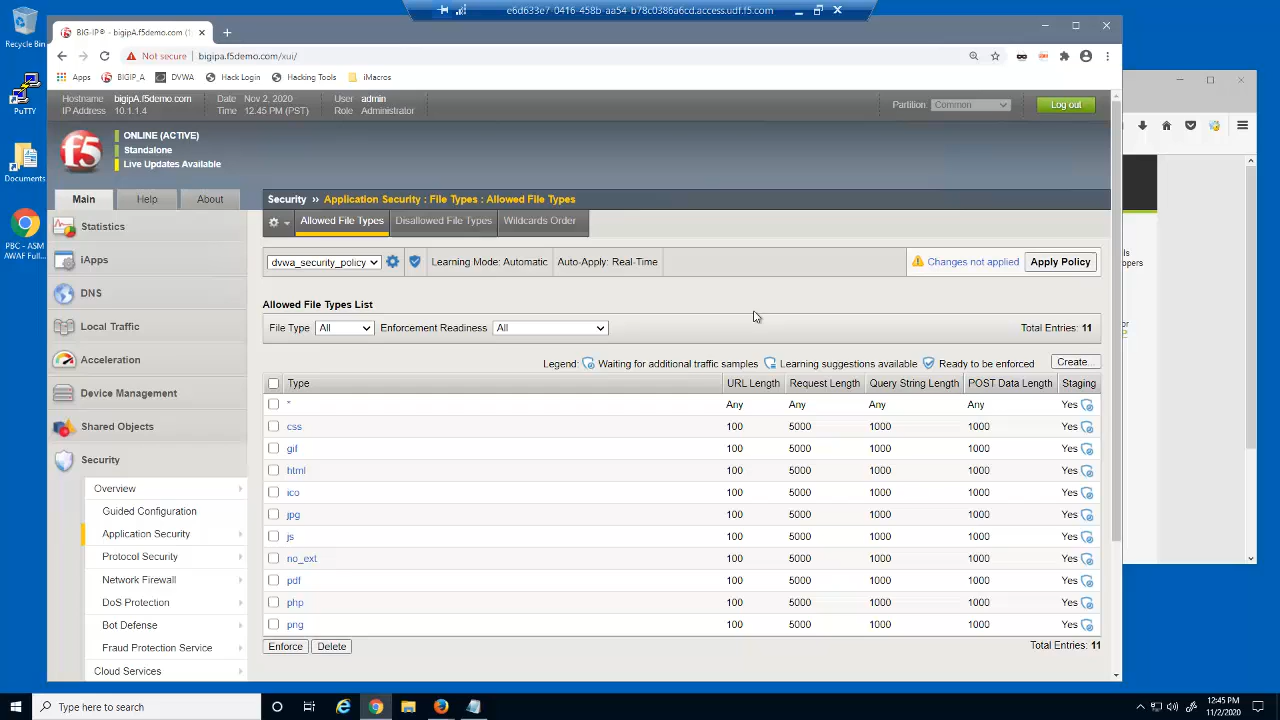 e6d633e7-0416-458b-aa54-b78c0386a6cd.access.udf.f5.com
Recycle Bin
PuTTY
Documents
PBC - ASM
AWAF Full...
BIG-IP® - bigipA.f5demo.com (1
Not secure
bigipa.f5demo.com/xui/
Apps
BIGIP_A
DVWA
Hack Login
Hacking Tools
iMacros
Hostname bigipA.f5demo.com
IP Address 10.1.1.4
Date Nov 2, 2020
Time 12:45 PM (PST)
User admin
Role Administrator
Partition: Common
Log out
f5
ONLINE (ACTIVE)
Standalone
Live Updates Available
Main
Help
About
Security »» Application Security : File Types : Allowed File Types
Statistics
iApps
DNS
Local Traffic
Acceleration
Device Management
Shared Objects
Security
Overview
Guided Configuration
Application Security
Protocol Security
Network Firewall
DoS Protection
Bot Defense
Fraud Protection Service
Cloud Services
Allowed File Types
Disallowed File Types
Wildcards Order
dvwa_security_policy
Learning Mode: Automatic
Auto-Apply: Real-Time
Changes not applied
Apply Policy
Allowed File Types List
File Type All Enforcement Readiness All Total Entries: 11
Legend: Waiting for additional traffic samples Learning suggestions available Ready to be enforced Create...
Type URL Length Request Length Query String Length POST Data Length Staging
* Any Any Any Any Yes
css 100 5000 1000 1000 Yes
gif 100 5000 1000 1000 Yes
html 100 5000 1000 1000 Yes
ico 100 5000 1000 1000 Yes
jpg 100 5000 1000 1000 Yes
js 100 5000 1000 1000 Yes
no_ext 100 5000 1000 1000 Yes
pdf 100 5000 1000 1000 Yes
php 100 5000 1000 1000 Yes
png 100 5000 1000 1000 Yes
Enforce Delete Total Entries: 11
Type here to search
12:45 PM
11/2/2020